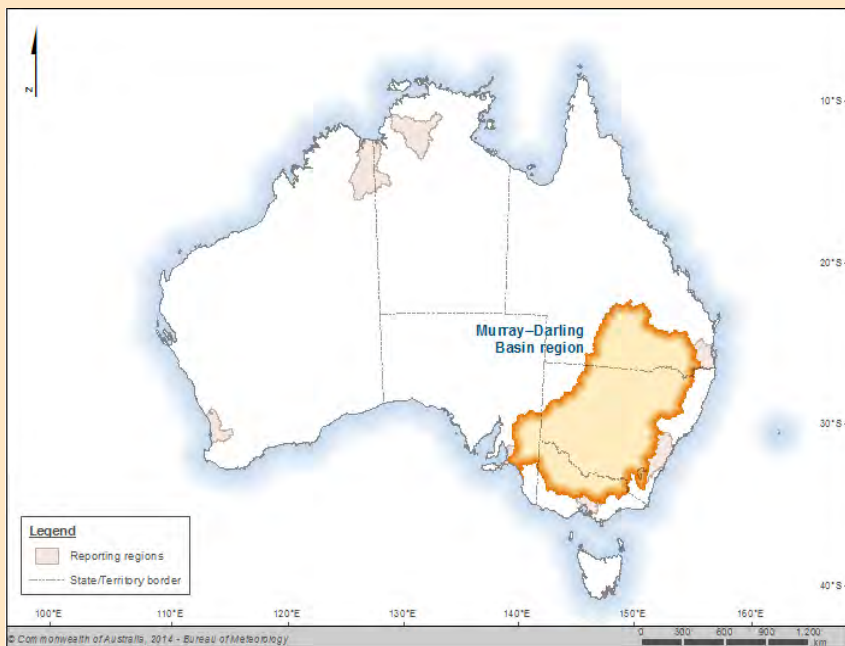 N
10°S
20°S
Murray–Darling
Basin region
30°S
Legend
Reporting regions
State/Territory border
40°S
100°E 110°E 120°E 130°E 140°E 150°E 160°E
© Commonwealth of Australia, 2014 - Bureau of Meteorology
0 300 600 900 1,200
km